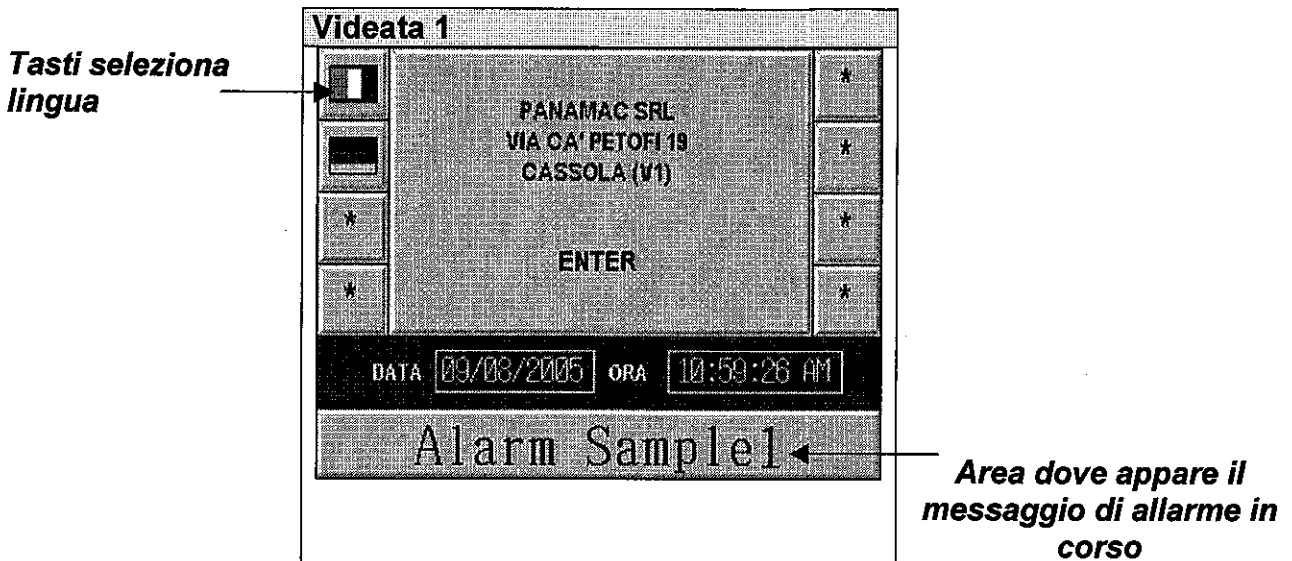 Videata 1
Tasti seleziona
lingua
*
PANAMAC SRL
VIA CA' PETOFI 19
*
CASSOLA (V1)
*
*
ENTER
*
*
DATA 09/08/2005 ORA 10:59:26 AM
Alarm Sample1
Area dove appare il
messaggio di allarme in
corso